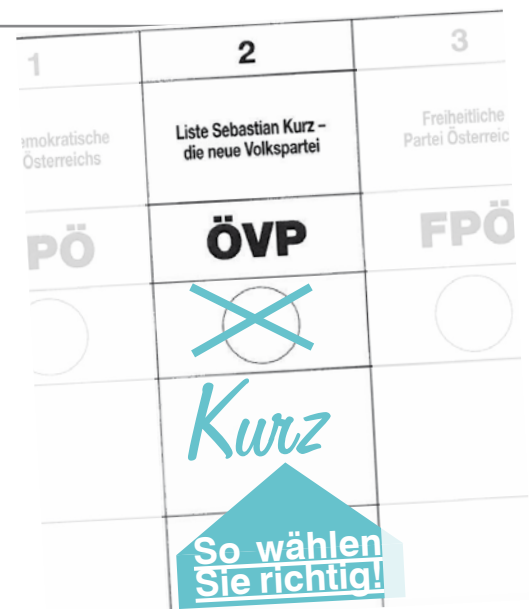 1
2
3
emokratische
Österreichs
Liste Sebastian Kurz –
die neue Volkspartei
Freiheitliche
Partei Österreic
PÖ
ÖVP
FPÖ
Kurz
So wählen
Sie richtig!